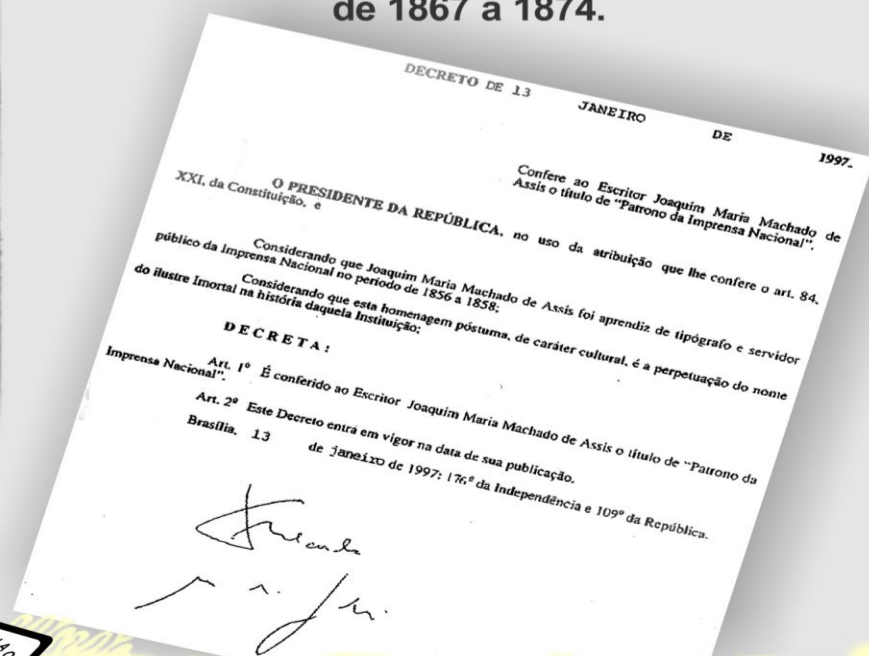 de 1867 a 1874.
DECRETO DE 13 JANEIRO DE 1997.
Confere ao Escritor Joaquim Maria Machado de
Assis o título de "Patrono da Imprensa Nacional".
O PRESIDENTE DA REPÚBLICA, no uso da atribuição que lhe confere o art. 84,
XXI, da Constituição, e
Considerando que Joaquim Maria Machado de Assis foi aprendiz de tipógrafo e servidor
público da Imprensa Nacional no período de 1856 a 1858;
Considerando que esta homenagem póstuma, de caráter cultural, é a perpetuação do nome
do ilustre Imortal na história daquela Instituição;
DECRETA:
Art. 1º É conferido ao Escritor Joaquim Maria Machado de Assis o título de "Patrono da
Imprensa Nacional".
Art. 2º Este Decreto entra em vigor na data de sua publicação.
Brasília, 13 de janeiro de 1997; 176º da Independência e 109º da República.